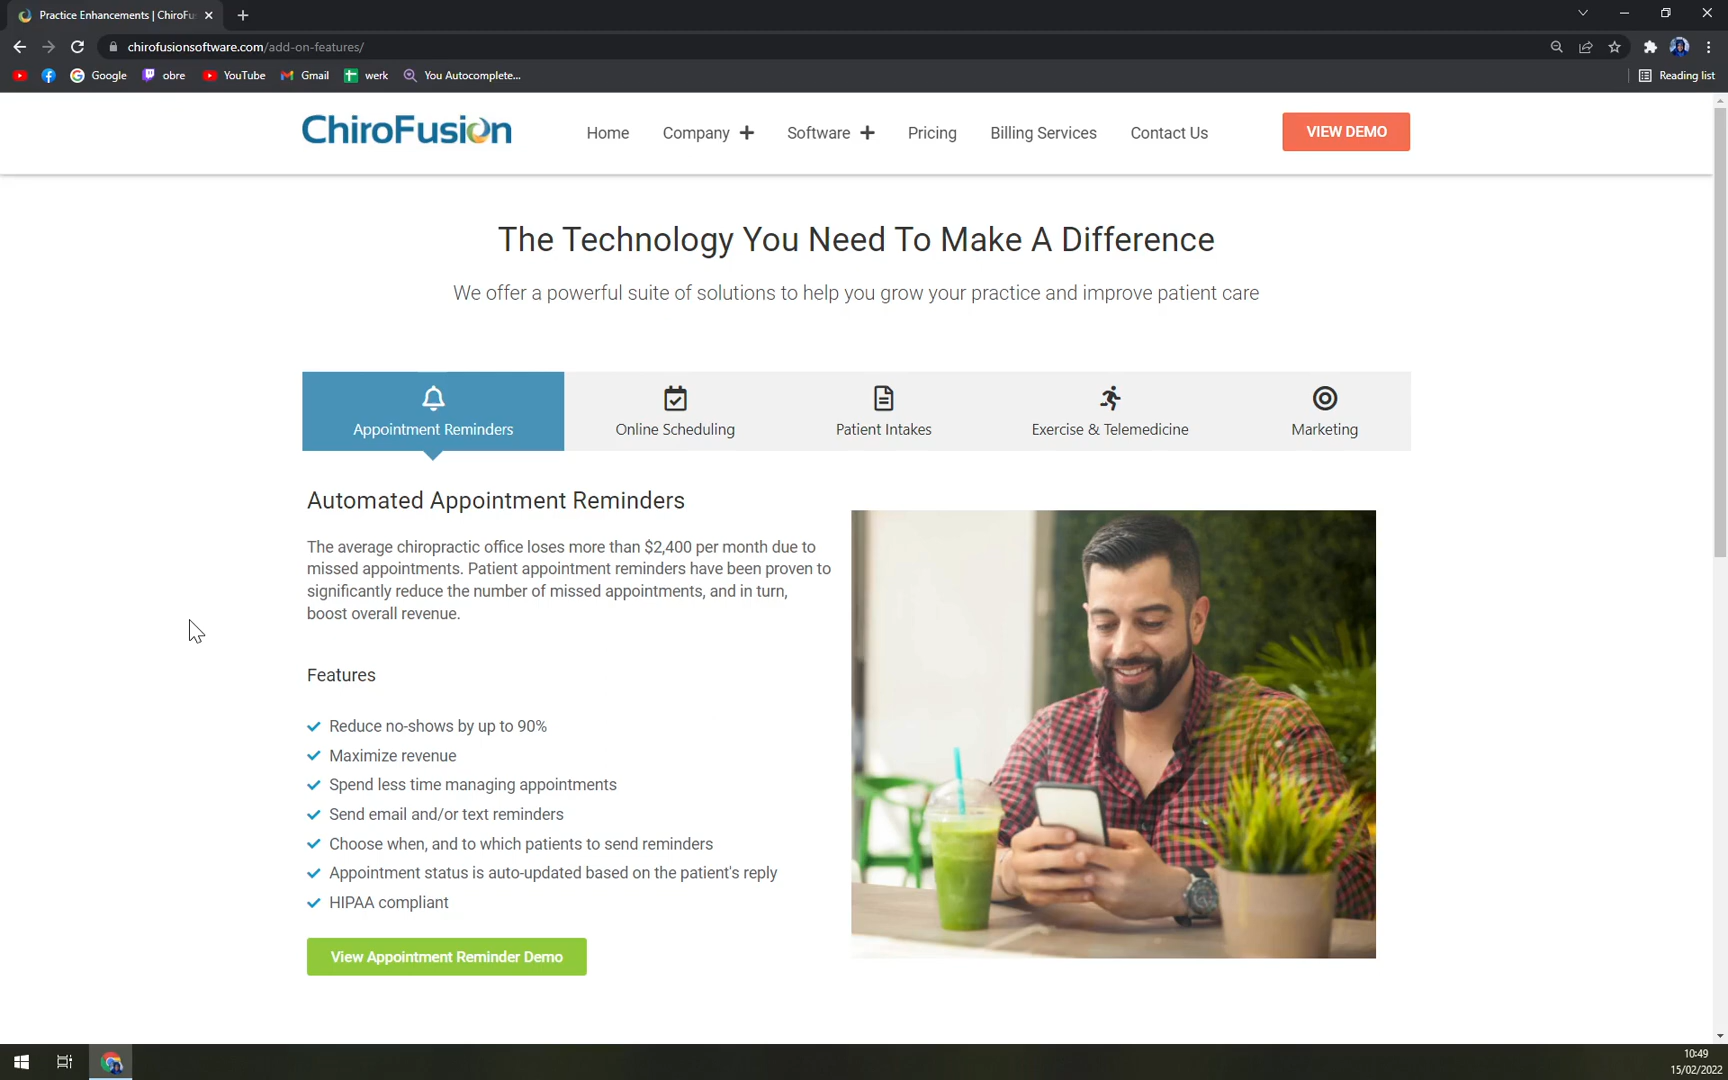 Practice Enhancements | ChiroFus
chirofusionsoftware.com/add-on-features/
Google
obre
YouTube
Gmail
werk
You Autocomplete...
Reading list
ChiroFusion
Home
Company
Software
Pricing
Billing Services
Contact Us
VIEW DEMO
The Technology You Need To Make A Difference
We offer a powerful suite of solutions to help you grow your practice and improve patient care
Appointment Reminders
Online Scheduling
Patient Intakes
Exercise & Telemedicine
Marketing
Automated Appointment Reminders
The average chiropractic office loses more than $2,400 per month due to
missed appointments. Patient appointment reminders have been proven to
significantly reduce the number of missed appointments, and in turn,
boost overall revenue.
Features
Reduce no-shows by up to 90%
Maximize revenue
Spend less time managing appointments
Send email and/or text reminders
Choose when, and to which patients to send reminders
Appointment status is auto-updated based on the patient's reply
HIPAA compliant
View Appointment Reminder Demo
10:49
15/02/2022